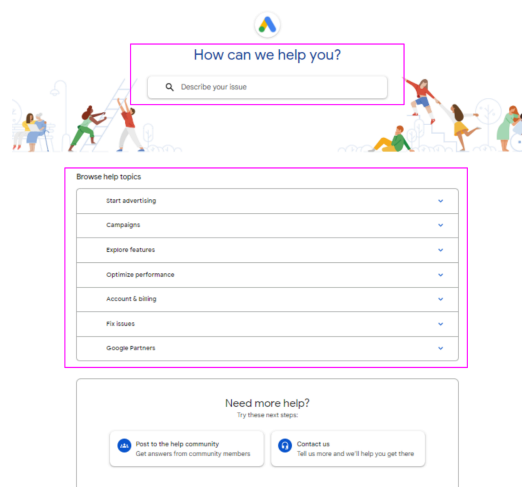 How can we help you?
Describe your issue
Browse help topics
Start advertising
Campaigns
Explore features
Optimize performance
Account & billing
Fix issues
Google Partners
Need more help?
Try these next steps:
Post to the help community
Get answers from community members
Contact us
Tell us more and we'll help you get there